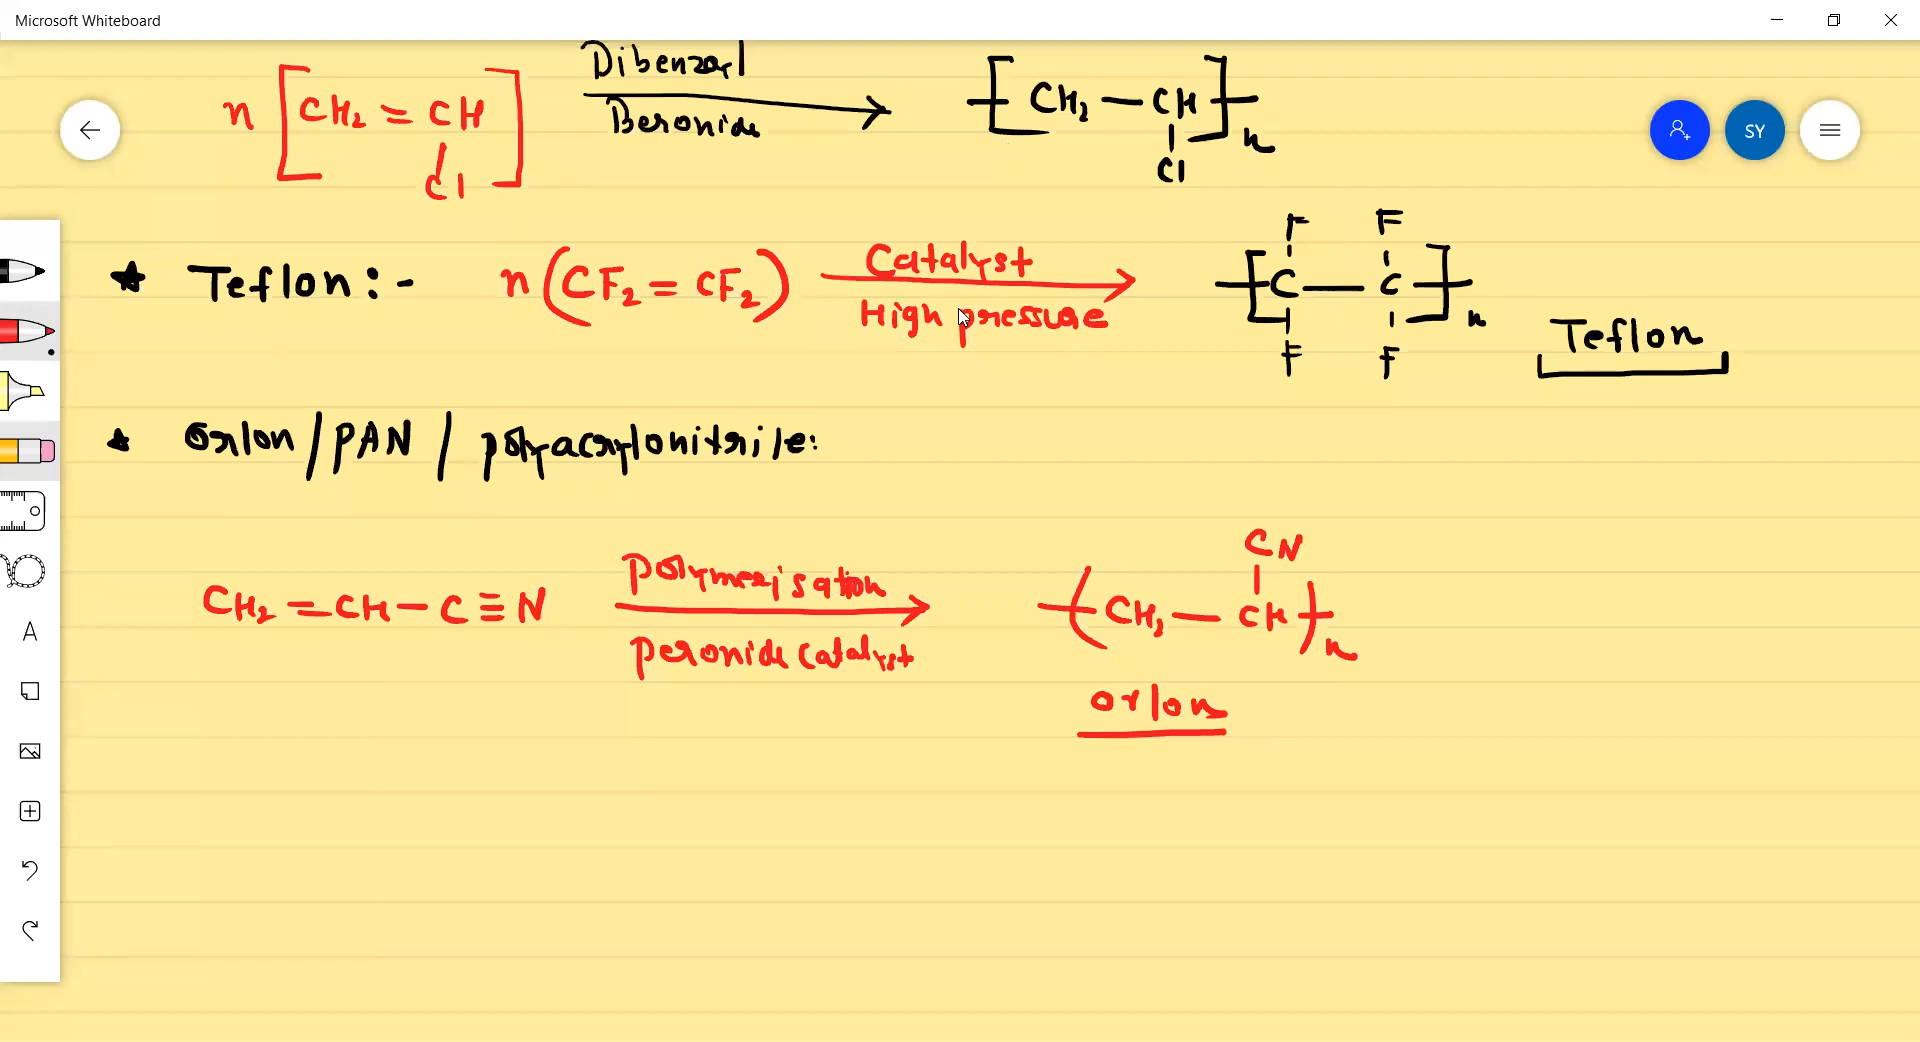 Microsoft Whiteboard
n [CH₂ = CH
Cl]
Dibenzoyl
Peroxide
[CH₂ — CH]n
Cl
SY
★ Teflon:- n(CF₂ = CF₂)
Catalyst
High pressure
F F
[C — C]n
F F
Teflon
★ Orlon / PAN / polyacrylonitrile:
CH₂ = CH — C ≡ N
polymerisation
peroxide catalyst
CN
(CH₂ — CH)n
orlon
A